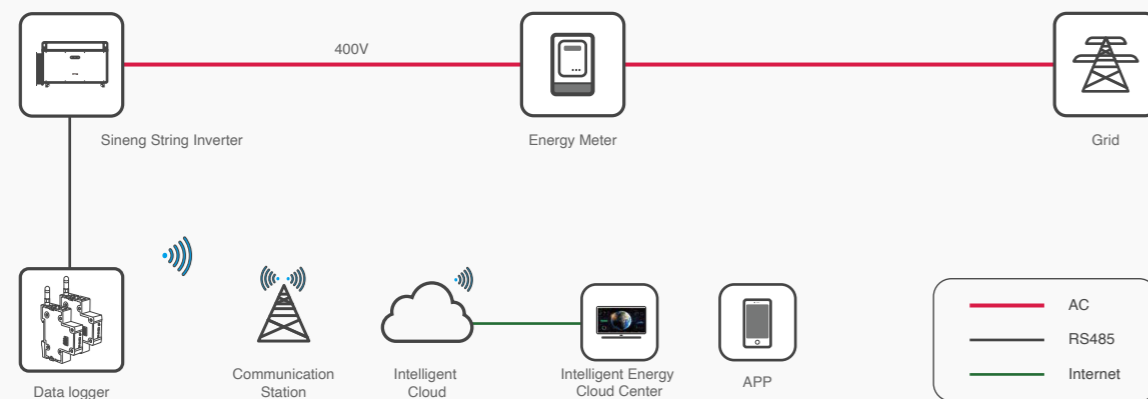 400V
Sineng String Inverter
Energy Meter
Grid
Data logger
Communication
Station
Intelligent
Cloud
Intelligent Energy
Cloud Center
APP
AC
RS485
Internet